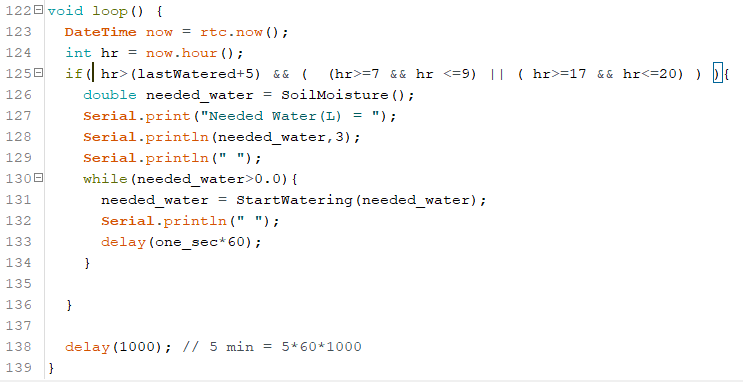 122 void loop() {
123   DateTime now = rtc.now();
124   int hr = now.hour();
125   if( hr>(lastWatered+5) && (  (hr>=7 && hr <=9) || ( hr>=17 && hr<=20) ) ){
126     double needed_water = SoilMoisture();
127     Serial.print("Needed Water(L) = ");
128     Serial.println(needed_water,3);
129     Serial.println(" ");
130     while(needed_water>0.0){
131       needed_water = StartWatering(needed_water);
132       Serial.println(" ");
133       delay(one_sec*60);
134     }
135
136   }
137
138   delay(1000); // 5 min = 5*60*1000
139 }